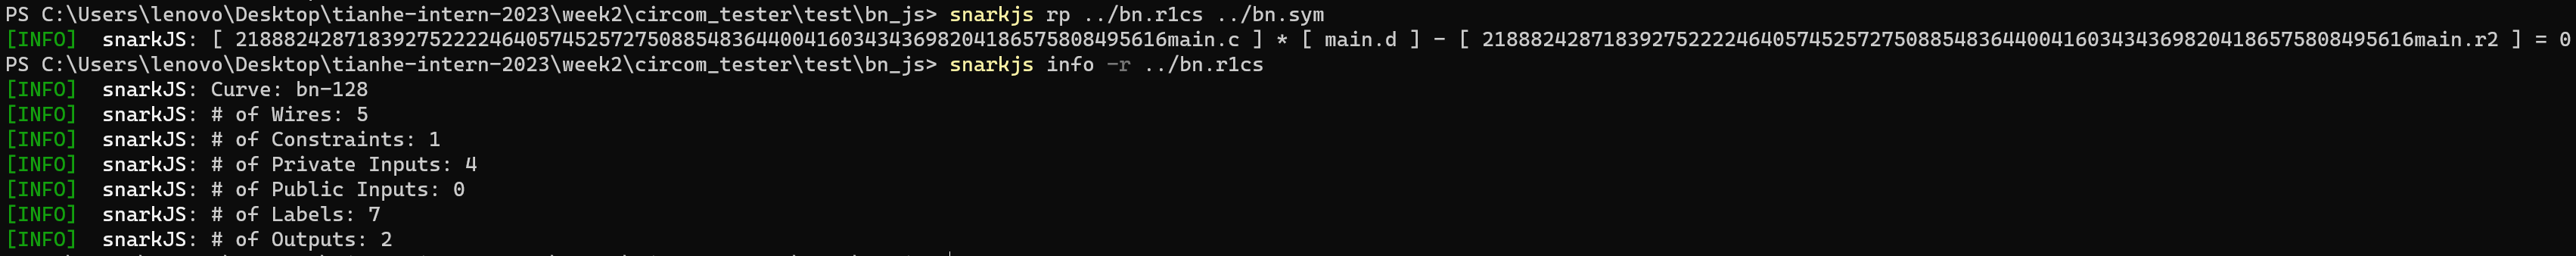 PS C:\Users\lenovo\Desktop\tianhe-intern-2023\week2\circom_tester\test\bn_js> snarkjs rp ../bn.r1cs ../bn.sym
[INFO]  snarkJS: [ 21888242871839275222246405745257275088548364400416034343698204186575808495616main.c ] * [ main.d ] - [ 21888242871839275222246405745257275088548364400416034343698204186575808495616main.r2 ] = 0
PS C:\Users\lenovo\Desktop\tianhe-intern-2023\week2\circom_tester\test\bn_js> snarkjs info -r ../bn.r1cs
[INFO]  snarkJS: Curve: bn-128
[INFO]  snarkJS: # of Wires: 5
[INFO]  snarkJS: # of Constraints: 1
[INFO]  snarkJS: # of Private Inputs: 4
[INFO]  snarkJS: # of Public Inputs: 0
[INFO]  snarkJS: # of Labels: 7
[INFO]  snarkJS: # of Outputs: 2